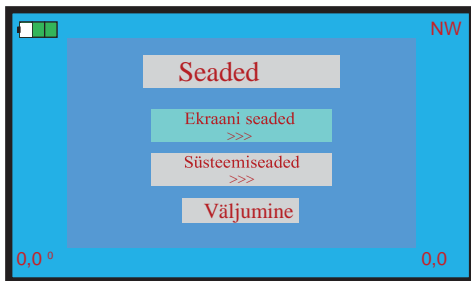 NW
Seaded
Ekraani seaded
>>>
Süsteemiseaded
>>>
Väljumine
0,0 º
0,0